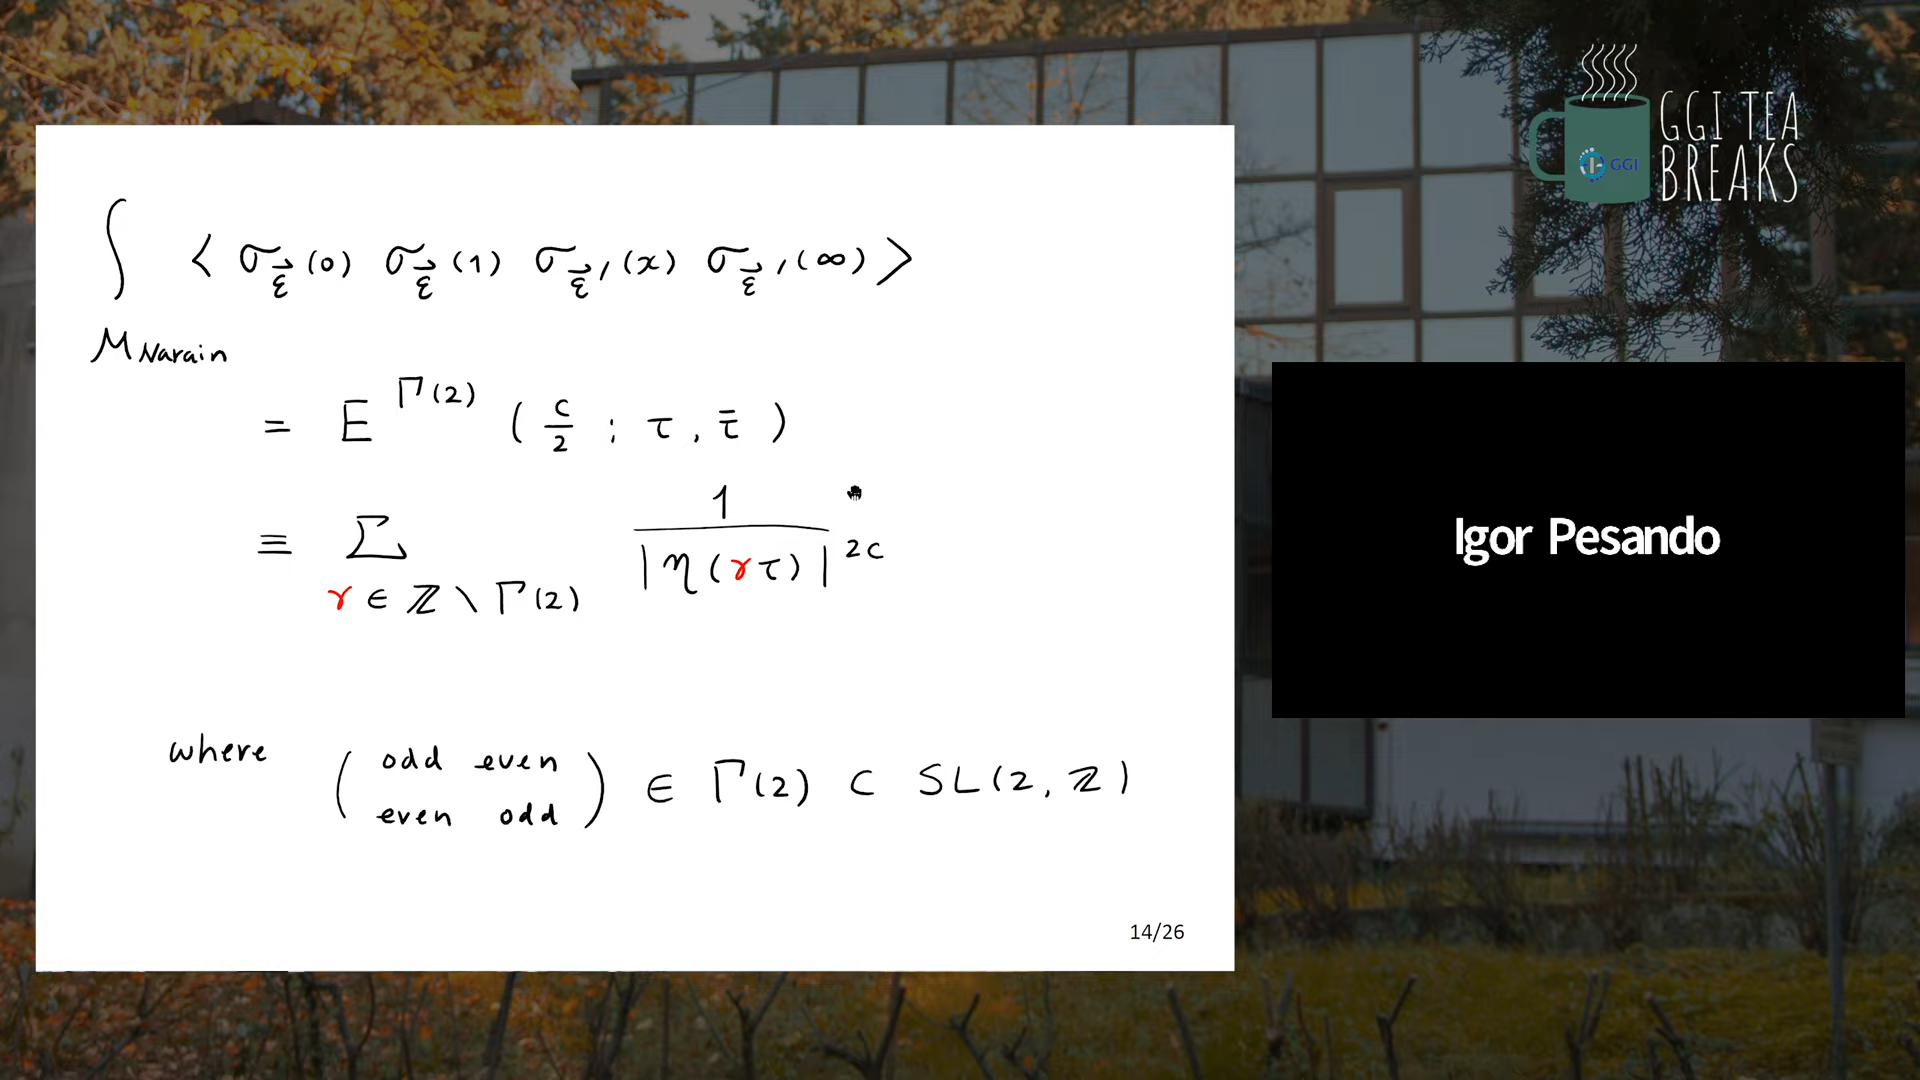 ∫ ⟨ σ_ε⃗ (0) σ_ε⃗ (1) σ_ε⃗′ (x) σ_ε⃗′ (∞) ⟩
M_Narain
= E^Γ(2) ( c/2 ; τ, τ̄ )
≡ Σ_{γ ∈ ℤ \ Γ(2)} 1 / |η(γτ)|^2c
where ( odd even
even odd ) ∈ Γ(2) ⊂ SL(2, ℤ)
14/26
GGI TEA
BREAKS
GGI
Igor Pesando